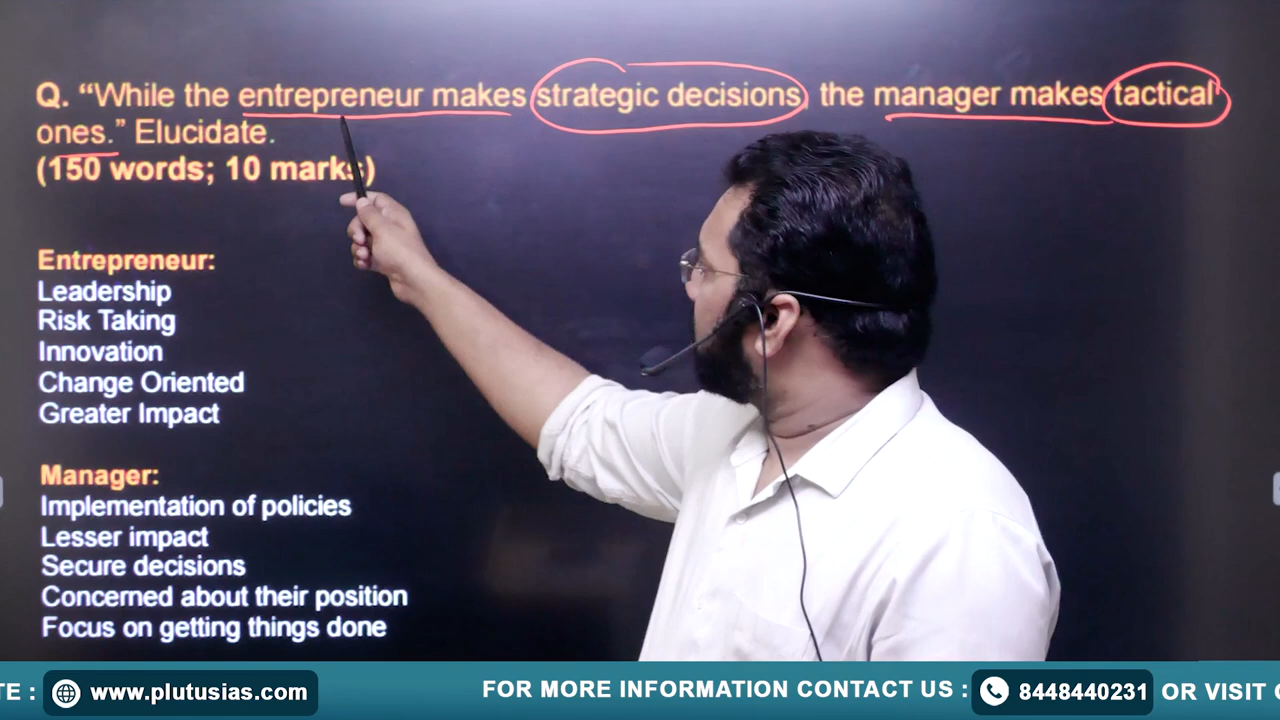 Q. “While the entrepreneur makes strategic decisions, the manager makes tactical
ones.” Elucidate.
(150 words; 10 marks)
Entrepreneur:
Leadership
Risk Taking
Innovation
Change Oriented
Greater Impact
Manager:
Implementation of policies
Lesser impact
Secure decisions
Concerned about their position
Focus on getting things done
TE : www.plutusias.com FOR MORE INFORMATION CONTACT US : 8448440231 OR VISIT